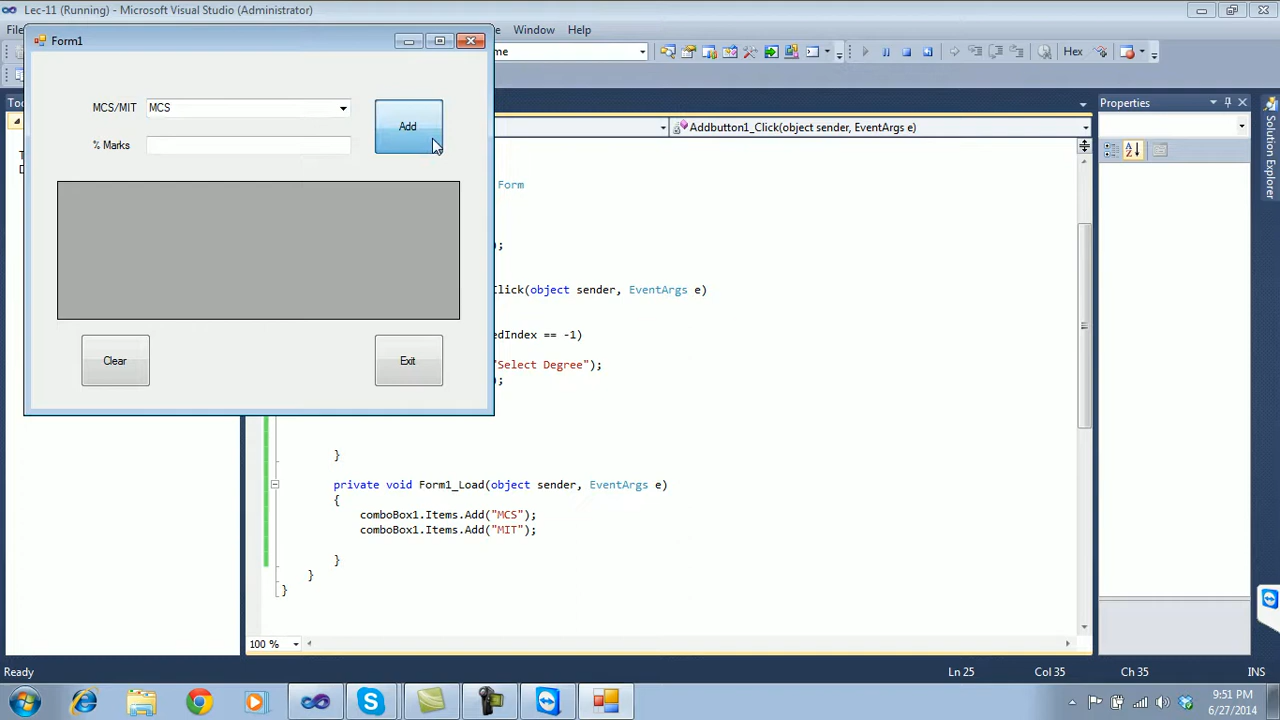 Lec-11 (Running) - Microsoft Visual Studio (Administrator)
Window Help
Hex
Form1
MCS/MIT MCS
Add
% Marks
Clear
Exit
Addbutton1_Click(object sender, EventArgs e)
Form
);
Click(object sender, EventArgs e)
edIndex == -1)
"Select Degree");
);
}
private void Form1_Load(object sender, EventArgs e)
{
comboBox1.Items.Add("MCS");
comboBox1.Items.Add("MIT");
}
}
}
100 %
Properties
Solution Explorer
Ready
Ln 25
Col 35
Ch 35
INS
9:51 PM
6/27/2014